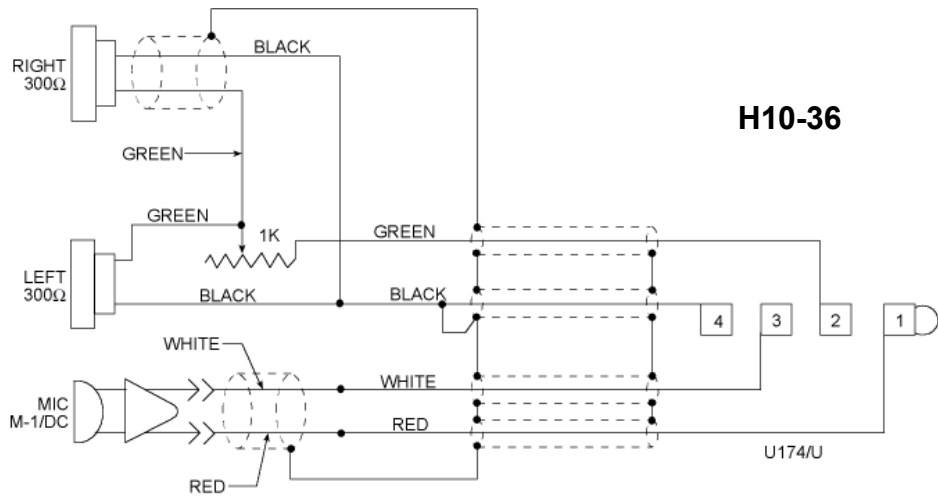 BLACK
RIGHT
300Ω
H10-36
GREEN
GREEN
1K
GREEN
LEFT
300Ω
BLACK
BLACK
4
3
2
1
WHITE
WHITE
MIC
M-1/DC
RED
U174/U
RED